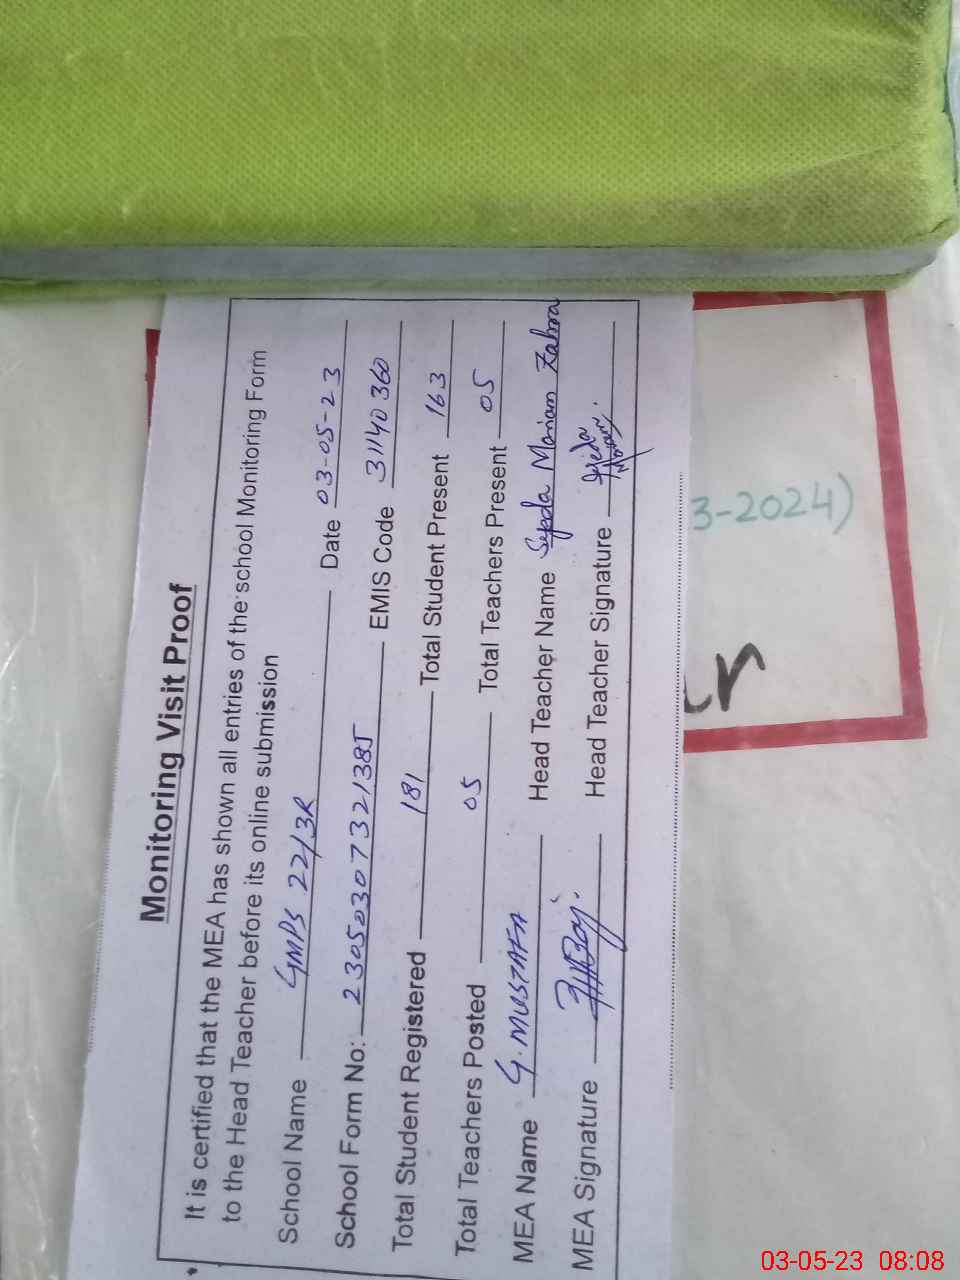 Monitoring Visit Proof
It is certified that the MEA has shown all entries of the school Monitoring Form
to the Head Teacher before its online submission
School Name GMPS 22/3R Date 03-05-23
School Form No: 2305030732138 EMIS Code 31140360
Total Student Registered 181 Total Student Present 163
Total Teachers Posted 05 Total Teachers Present 05
MEA Name G. MUSTAFA Head Teacher Name Syeda Mariam Zahra
MEA Signature Head Teacher Signature Syeda Mariam
3-2024)
r
03-05-23 08:08